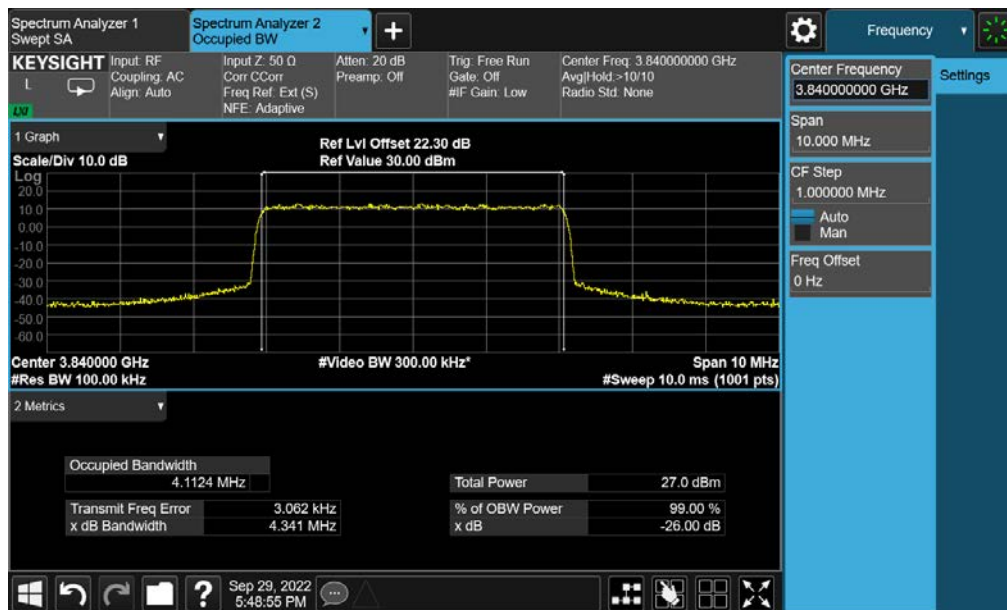 Spectrum Analyzer 1
Swept SA
Spectrum Analyzer 2
Occupied BW
Frequency
KEYSIGHT
L
LXI
Input: RF
Coupling: AC
Align: Auto
Input Z: 50 Ω
Corr CCorr
Freq Ref: Ext (S)
NFE: Adaptive
Atten: 20 dB
Preamp: Off
Trig: Free Run
Gate: Off
#IF Gain: Low
Center Freq: 3.840000000 GHz
Avg|Hold:>10/10
Radio Std: None
Center Frequency
3.840000000 GHz
Settings
Span
10.000 MHz
CF Step
1.000000 MHz
Auto
Man
Freq Offset
0 Hz
1 Graph
Scale/Div 10.0 dB
Ref Lvl Offset 22.30 dB
Ref Value 30.00 dBm
Log
20.0
10.0
0.00
-10.0
-20.0
-30.0
-40.0
-50.0
-60.0
Center 3.840000 GHz
#Video BW 300.00 kHz*
Span 10 MHz
#Res BW 100.00 kHz
#Sweep 10.0 ms (1001 pts)
2 Metrics
Occupied Bandwidth
4.1124 MHz
Total Power 27.0 dBm
Transmit Freq Error 3.062 kHz
% of OBW Power 99.00 %
x dB Bandwidth 4.341 MHz
x dB -26.00 dB
?
Sep 29, 2022
5:48:55 PM